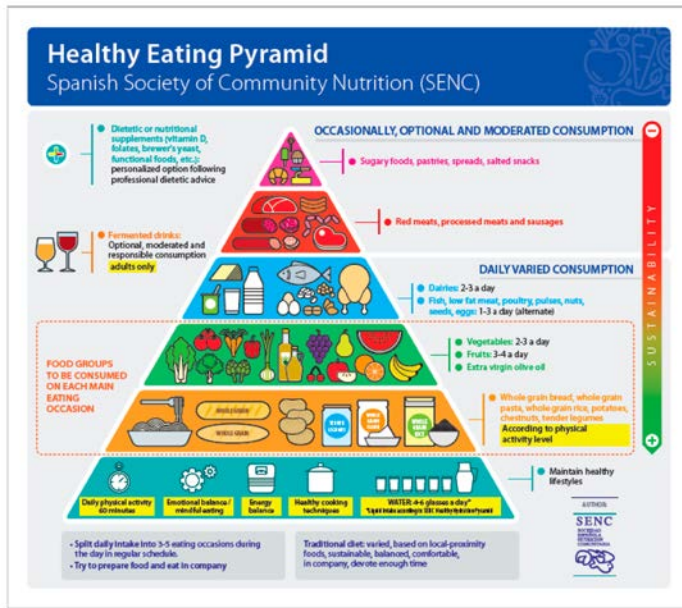 Healthy Eating Pyramid
Spanish Society of Community Nutrition (SENC)
Dietetic or nutritional
supplements (vitamin D,
folates, brewer's yeast,
functional foods, etc.):
personalized option following
professional dietetic advice
OCCASIONALLY, OPTIONAL AND MODERATED CONSUMPTION
Sugary foods, pastries, spreads, salted snacks
Fermented drinks:
Optional, moderated and
responsible consumption
adults only
Red meats, processed meats and sausages
DAILY VARIED CONSUMPTION
Dairies: 2-3 a day
Fish, low fat meat, poultry, pulses, nuts,
seeds, eggs: 1-3 a day (alternate)
SUSTAINABILITY
FOOD GROUPS
TO BE CONSUMED
ON EACH MAIN
EATING
OCCASION
Vegetables: 2-3 a day
Fruits: 3-4 a day
Extra virgin olive oil
WHOLE GRAIN
WHOLE GRAIN
Whole grain bread, whole grain
pasta, whole grain rice, potatoes,
chestnuts, tender legumes
According to physical
activity level
Daily physical activity
60 minutes
Emotional balance/
mindful eating
Energy
balance
Healthy cooking
techniques
WATER: 4-6 glasses a day*
Maintain healthy
lifestyles
• Split daily intake into 3-5 eating occasions during
the day in regular schedule.
• Try to prepare food and eat in company
Traditional diet: varied, based on local-proximity
foods, sustainable, balanced, comfortable,
in company, devote enough time
AUTHOR:
SENC
SOCIEDAD
ESPAÑOLA
NUTRICIÓN
COMUNITARIA